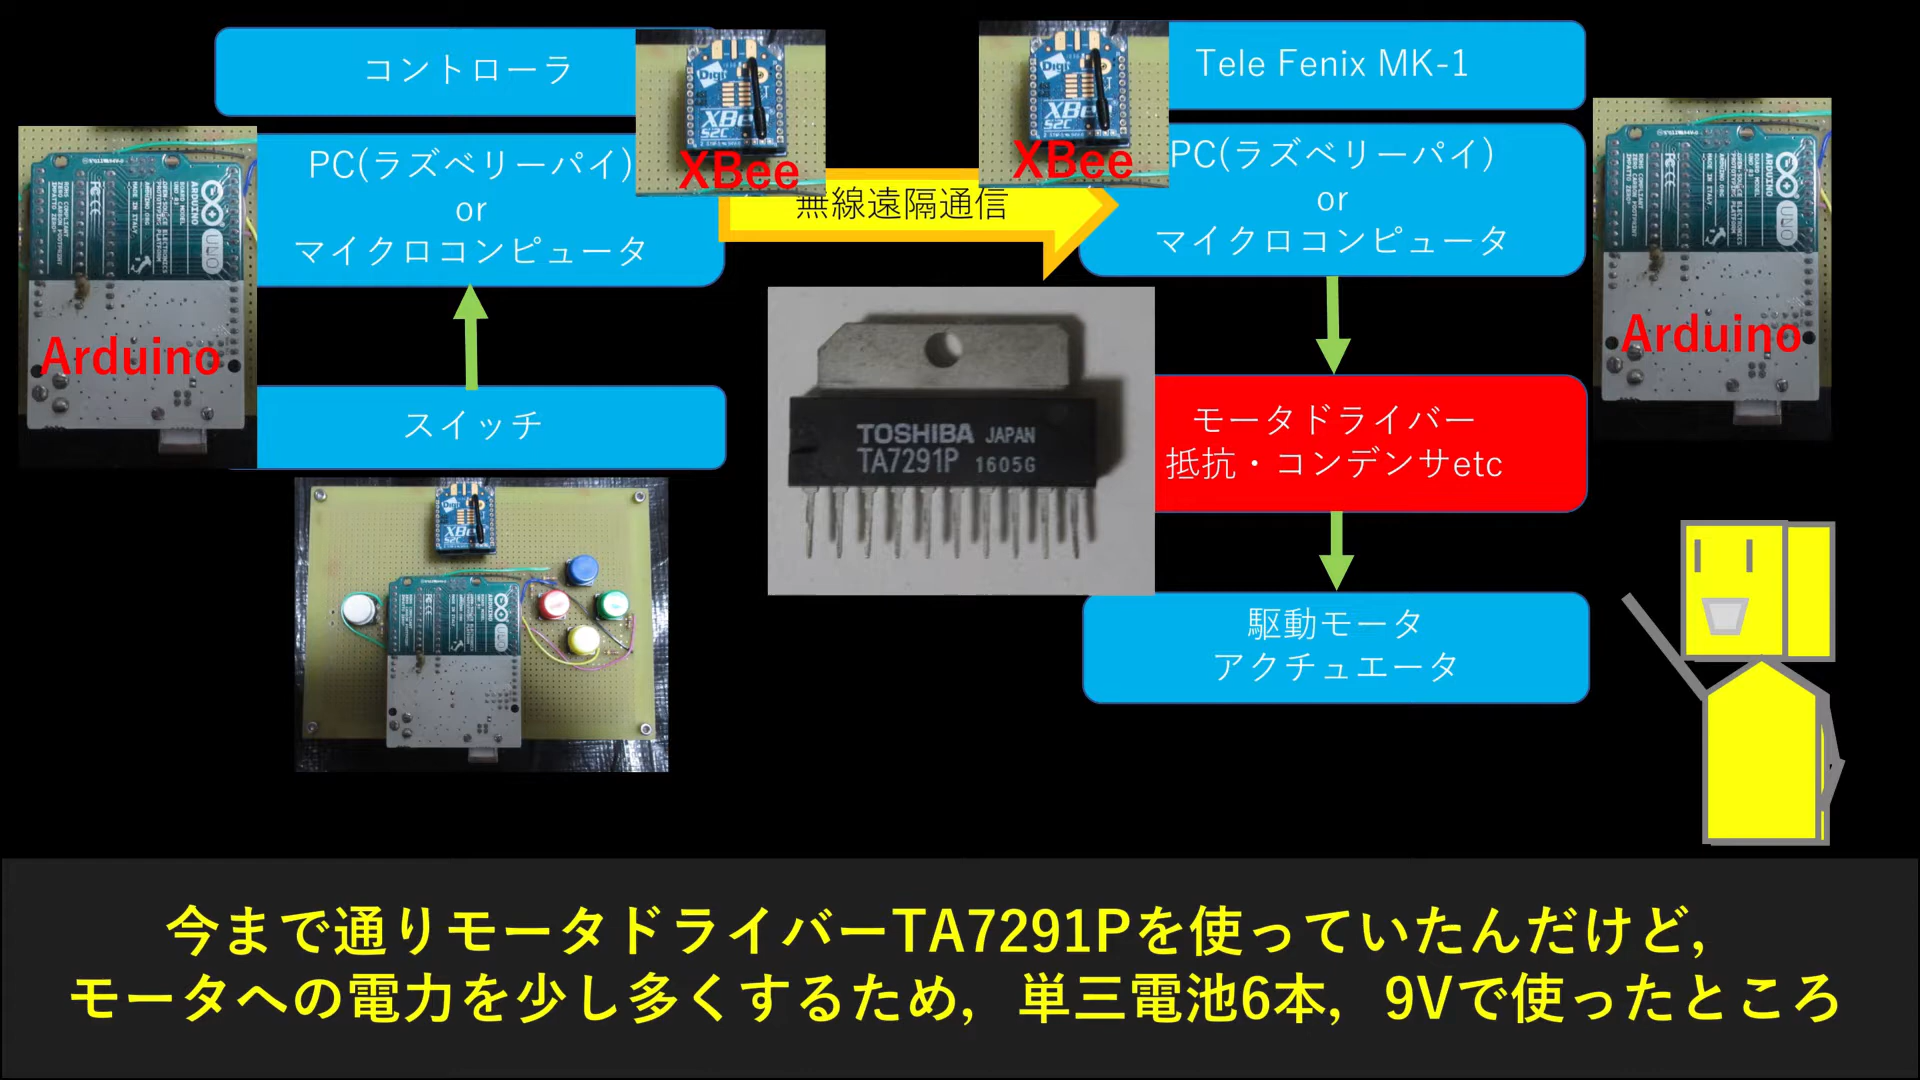 コントローラ
Digi
XBee
S2C
XBee
PC(ラズベリーパイ)
or
マイクロコンピュータ
Arduino
スイッチ
無線遠隔通信
Digi
XBee
S2C
XBee
Tele Fenix MK-1
PC(ラズベリーパイ)
or
マイクロコンピュータ
Arduino
TOSHIBA JAPAN
TA7291P 1605G
モータドライバー
抵抗・コンデンサetc
駆動モータ
アクチュエータ
今まで通りモータドライバーTA7291Pを使っていたんだけど,
モータへの電力を少し多くするため, 単三電池6本, 9Vで使ったところ